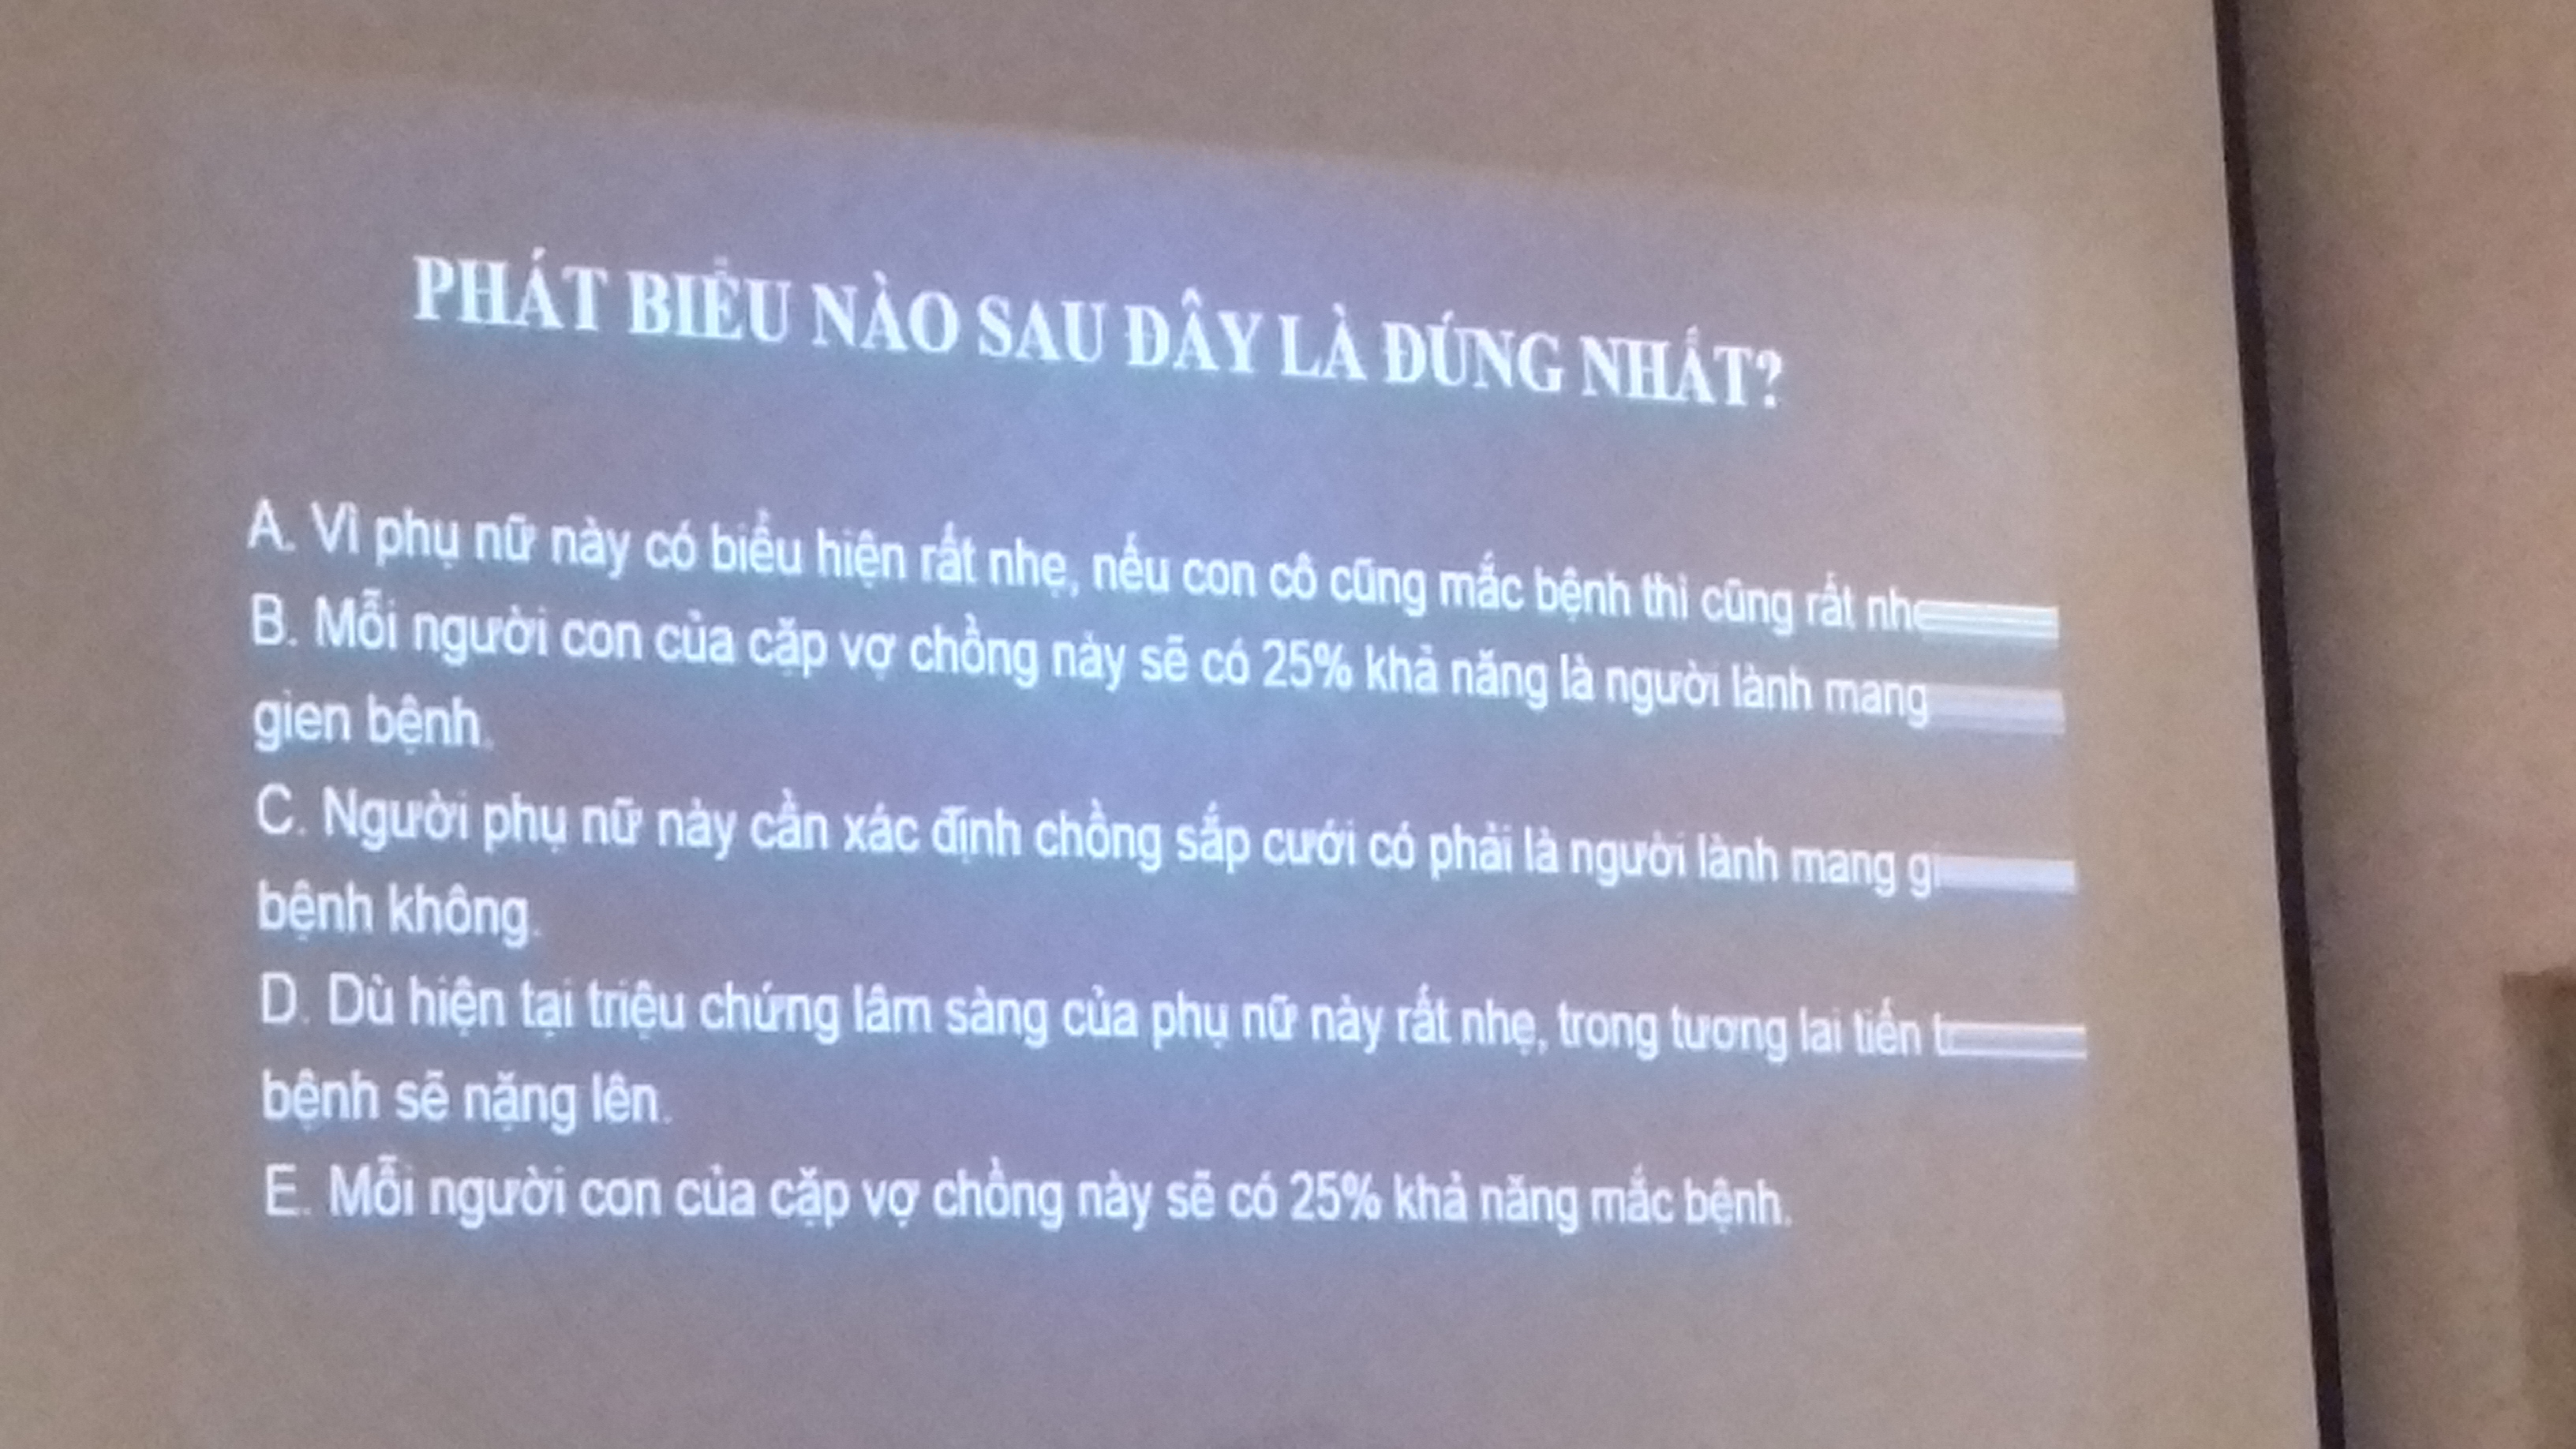 PHÁT BIỂU NÀO SAU ĐÂY LÀ ĐÚNG NHẤT?
A. Vì phụ nữ này có biểu hiện rất nhẹ, nếu con cô cũng mắc bệnh thì cũng rất
B. Mỗi người con của cặp vợ chồng này sẽ có 25% khả năng là người lành mang
gien bệnh.
C. Người phụ nữ này cần xác định chồng sắp cưới có phải là người lành mang
bệnh không.
D. Dù hiện tại triệu chứng lâm sàng của phụ nữ này rất nhẹ, trong tương lai tiến
bệnh sẽ nặng lên.
E. Mỗi người con của cặp vợ chồng này sẽ có 25% khả năng mắc bệnh.